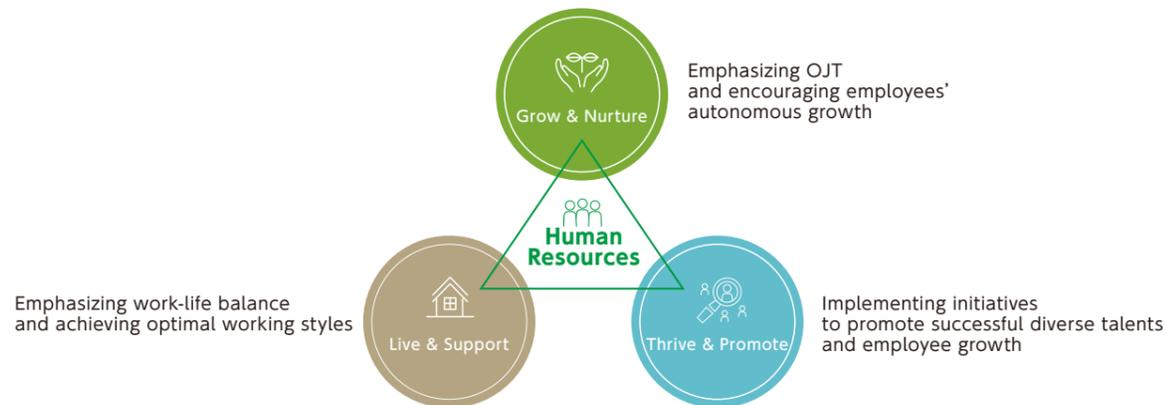 Grow & Nurture
Emphasizing OJT
and encouraging employees’
autonomous growth
Human
Resources
Emphasizing work-life balance
and achieving optimal working styles
Live & Support
Thrive & Promote
Implementing initiatives
to promote successful diverse talents
and employee growth